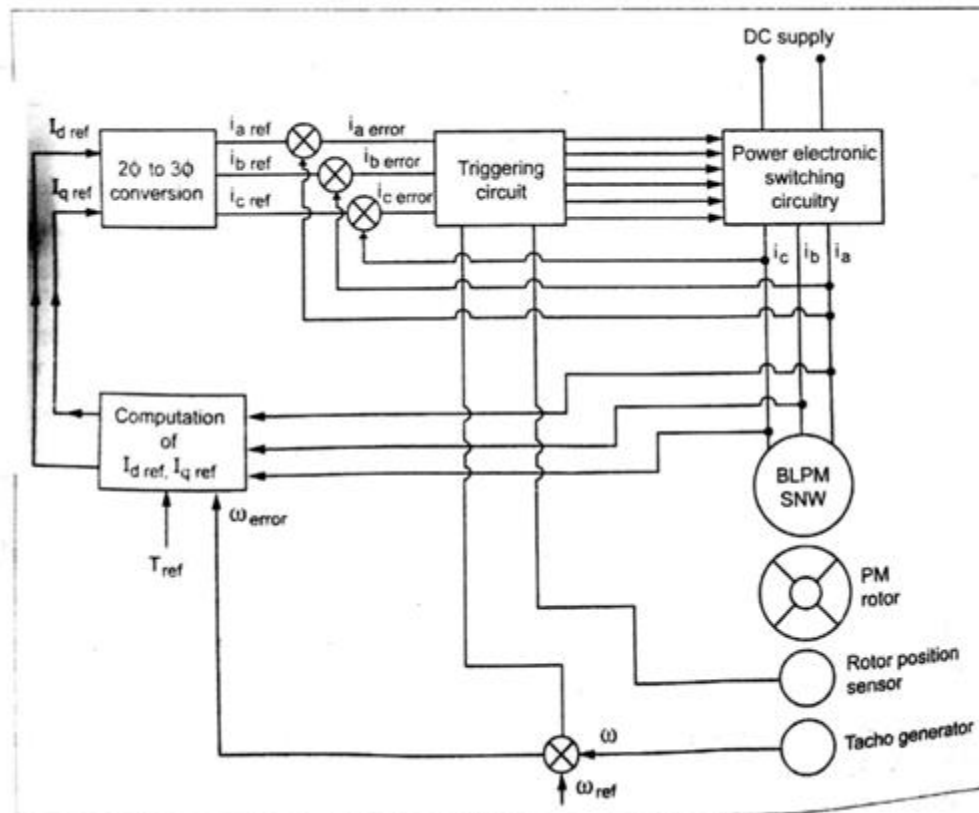 DC supply
I d ref
I q ref
2ϕ to 3ϕ
conversion
i a ref
i b ref
i c ref
i a error
i b error
i c error
Triggering
circuit
Power electronic
switching
circuitry
i c
i b
i a
Computation
of
I d ref, I q ref
T ref
ω error
BLPM
SNW
PM
rotor
Rotor position
sensor
Tacho generator
ω
ω ref